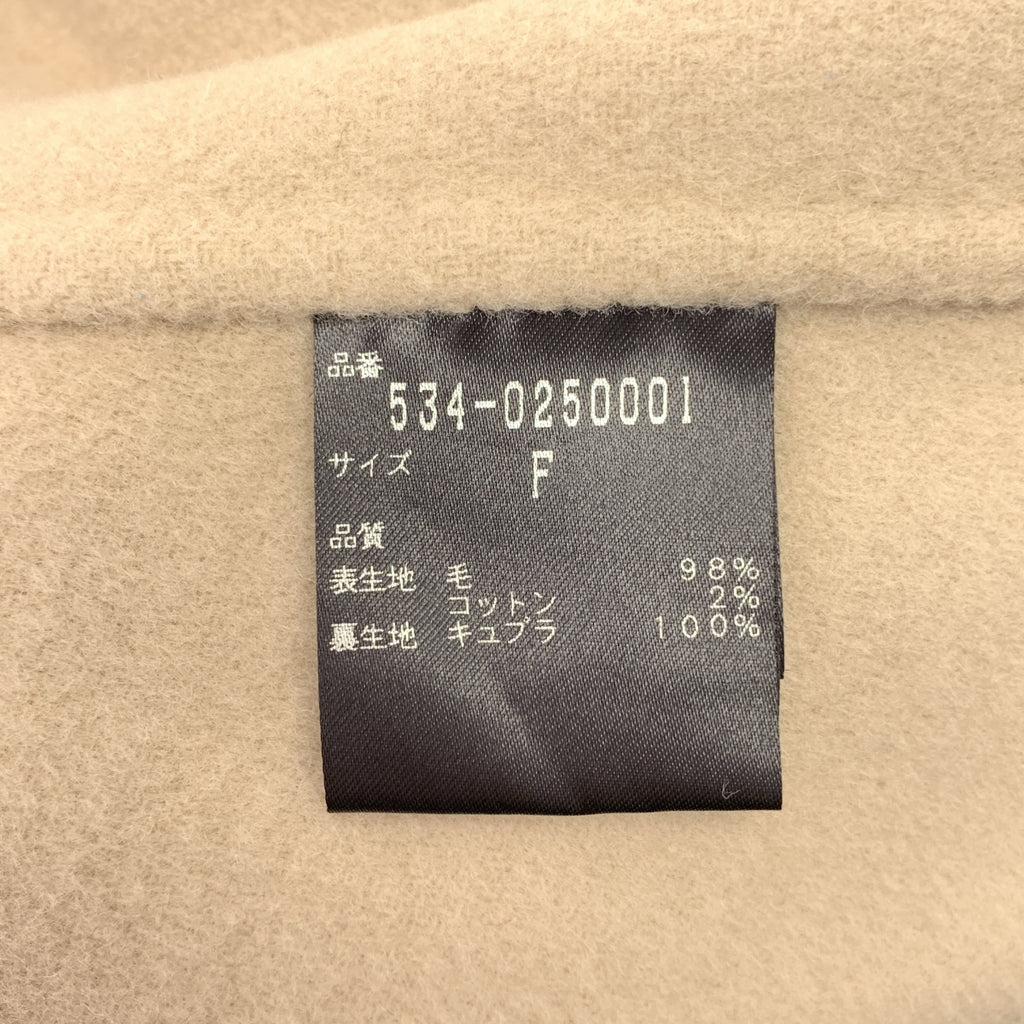 品番
534-0250001
サイズ F
品質
表生地 毛 98%
コットン 2%
裏生地 キュプラ 100%